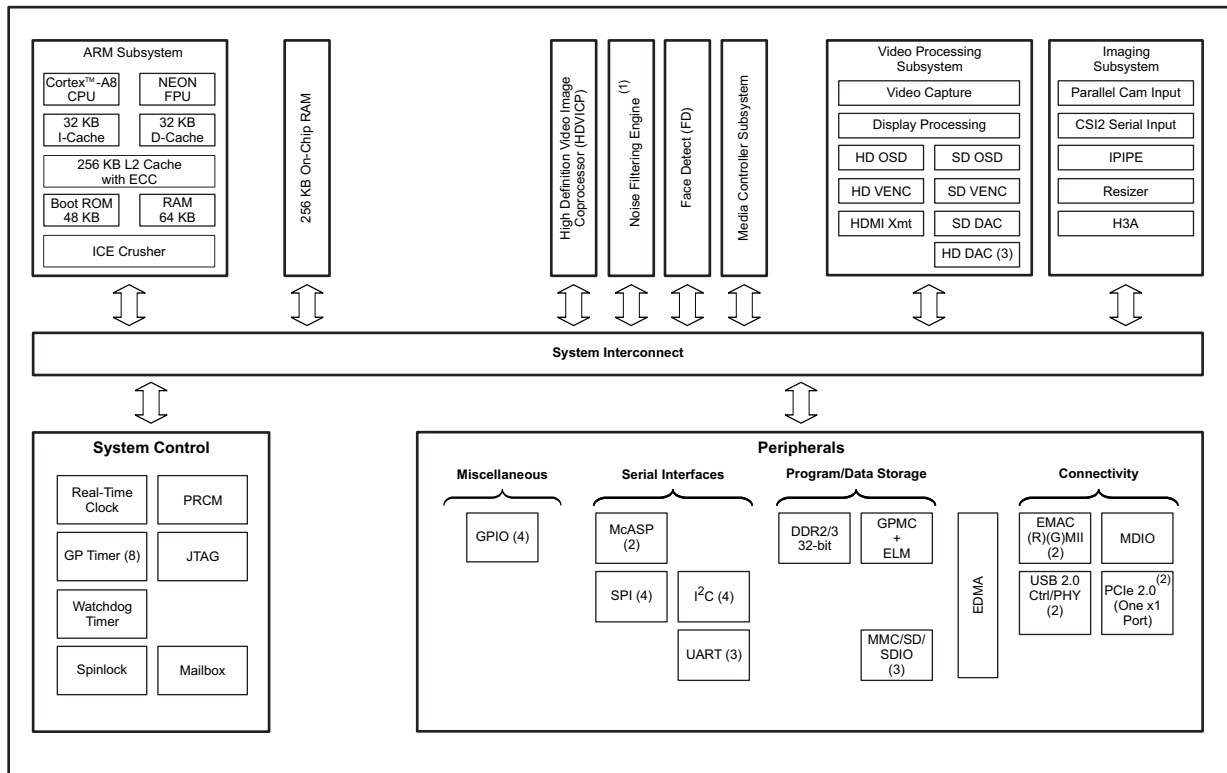 ARM Subsystem
Cortex™-A8
CPU
NEON
FPU
32 KB
I-Cache
32 KB
D-Cache
256 KB L2 Cache
with ECC
Boot ROM
48 KB
RAM
64 KB
ICE Crusher
256 KB On-Chip RAM
High Definition Video Image
Coprocessor (HDVICP)
Noise Filtering Engine (1)
Face Detect (FD)
Media Controller Subsystem
Video Processing
Subsystem
Video Capture
Display Processing
HD OSD
SD OSD
HD VENC
SD VENC
HDMI Xmt
SD DAC
HD DAC (3)
Imaging
Subsystem
Parallel Cam Input
CSI2 Serial Input
IPIPE
Resizer
H3A
System Interconnect
System Control
Real-Time
Clock
PRCM
GP Timer (8)
JTAG
Watchdog
Timer
Spinlock
Mailbox
Peripherals
Miscellaneous
GPIO (4)
Serial Interfaces
McASP
(2)
SPI (4)
I²C (4)
UART (3)
Program/Data Storage
DDR2/3
32-bit
GPMC
+
ELM
MMC/SD/
SDIO
(3)
EDMA
Connectivity
EMAC
(R)(G)MII
(2)
MDIO
USB 2.0
Ctrl/PHY
(2)
PCIe 2.0 (2)
(One x1
Port)